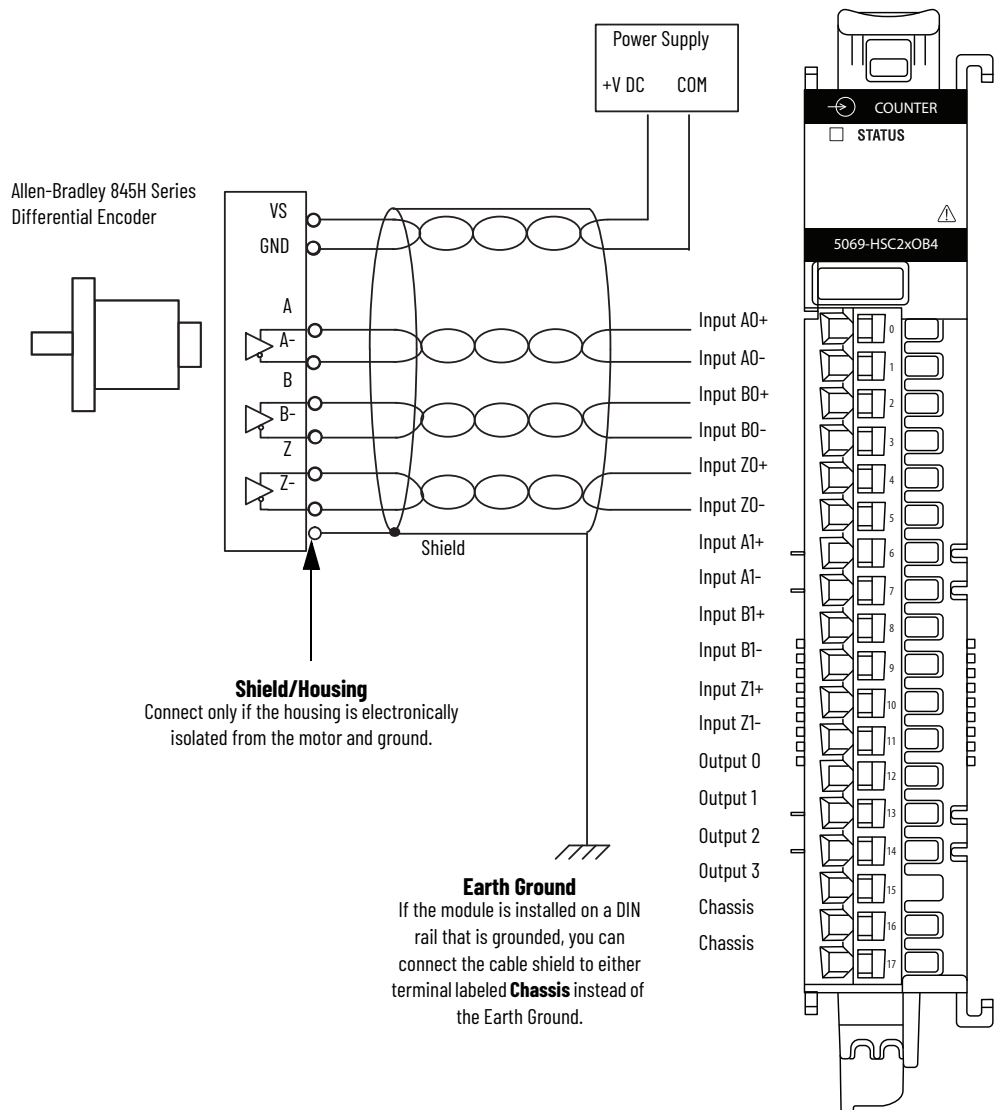 Power Supply
+V DC COM
Allen-Bradley 845H Series
Differential Encoder
VS
GND
A
A-
B
B-
Z
Z-
Shield
Shield/Housing
Connect only if the housing is electronically
isolated from the motor and ground.
Earth Ground
If the module is installed on a DIN
rail that is grounded, you can
connect the cable shield to either
terminal labeled Chassis instead of
the Earth Ground.
Input A0+
Input A0-
Input B0+
Input B0-
Input Z0+
Input Z0-
Input A1+
Input A1-
Input B1+
Input B1-
Input Z1+
Input Z1-
Output 0
Output 1
Output 2
Output 3
Chassis
Chassis
COUNTER
STATUS
5069-HSC2xOB4
0
1
2
3
4
5
6
7
8
9
10
11
12
13
14
15
16
17